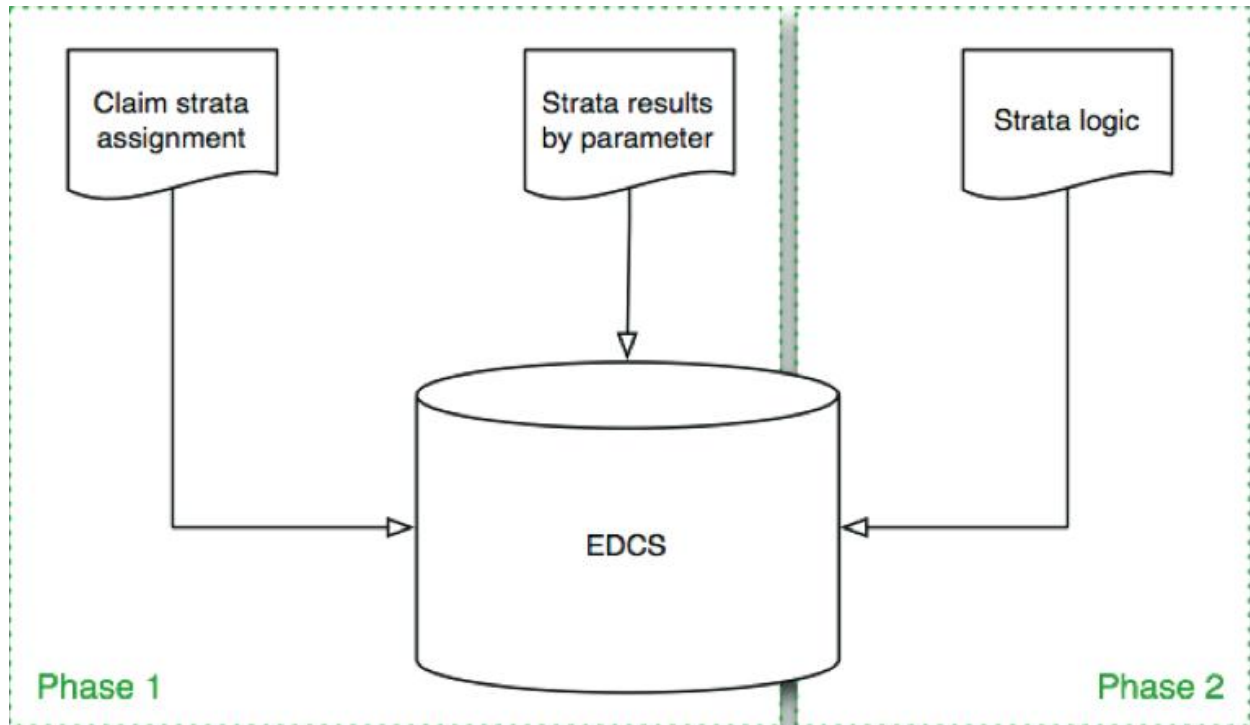 Claim strata
assignment
Strata results
by parameter
Strata logic
EDCS
Phase 1
Phase 2